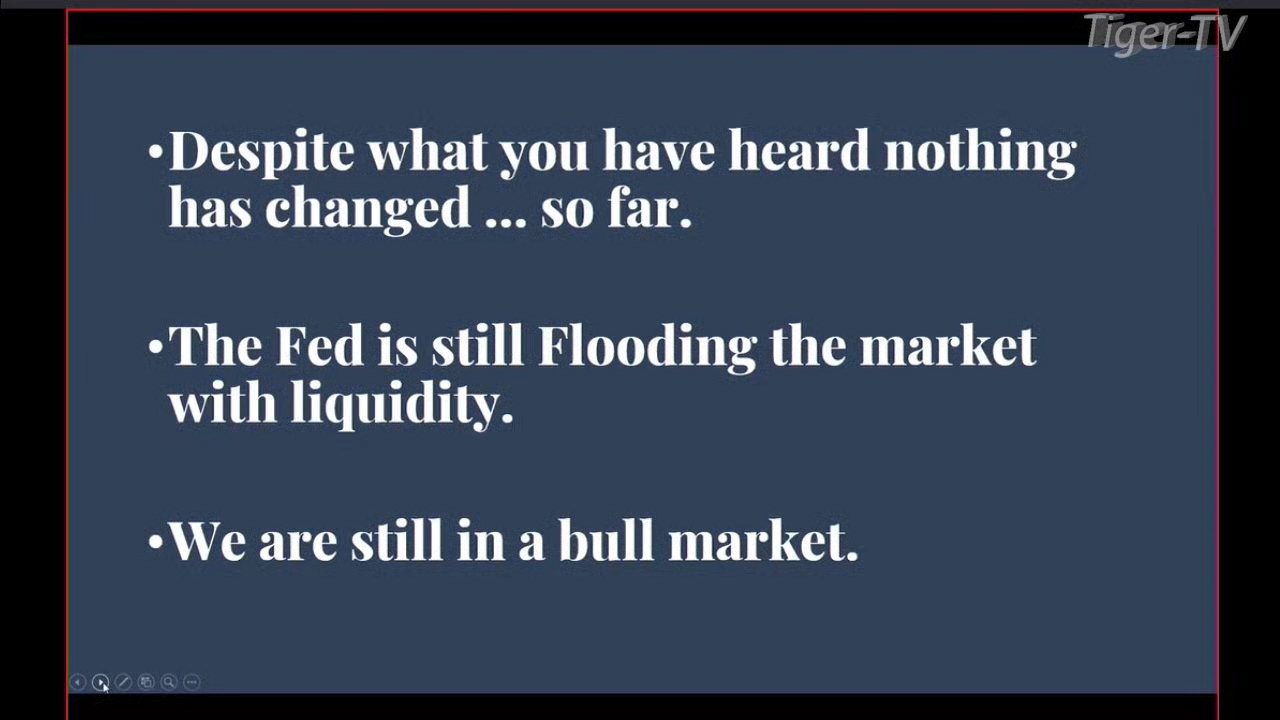 Tiger-TV
•Despite what you have heard nothing
has changed ... so far.
•The Fed is still Flooding the market
with liquidity.
•We are still in a bull market.